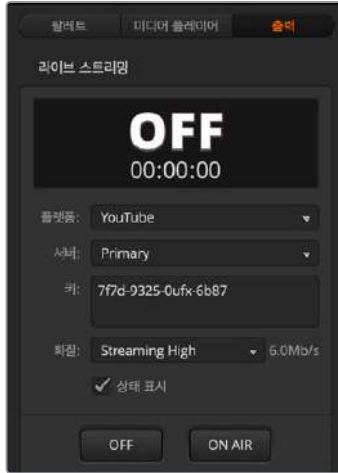 팔레트 미디어 플레이어 출력
라이브 스트리밍
OFF
00:00:00
플랫폼: YouTube
서버: Primary
키: 7f7d-9325-0ufx-6b87
화질: Streaming High 6.0Mb/s
상태 표시
OFF ON AIR